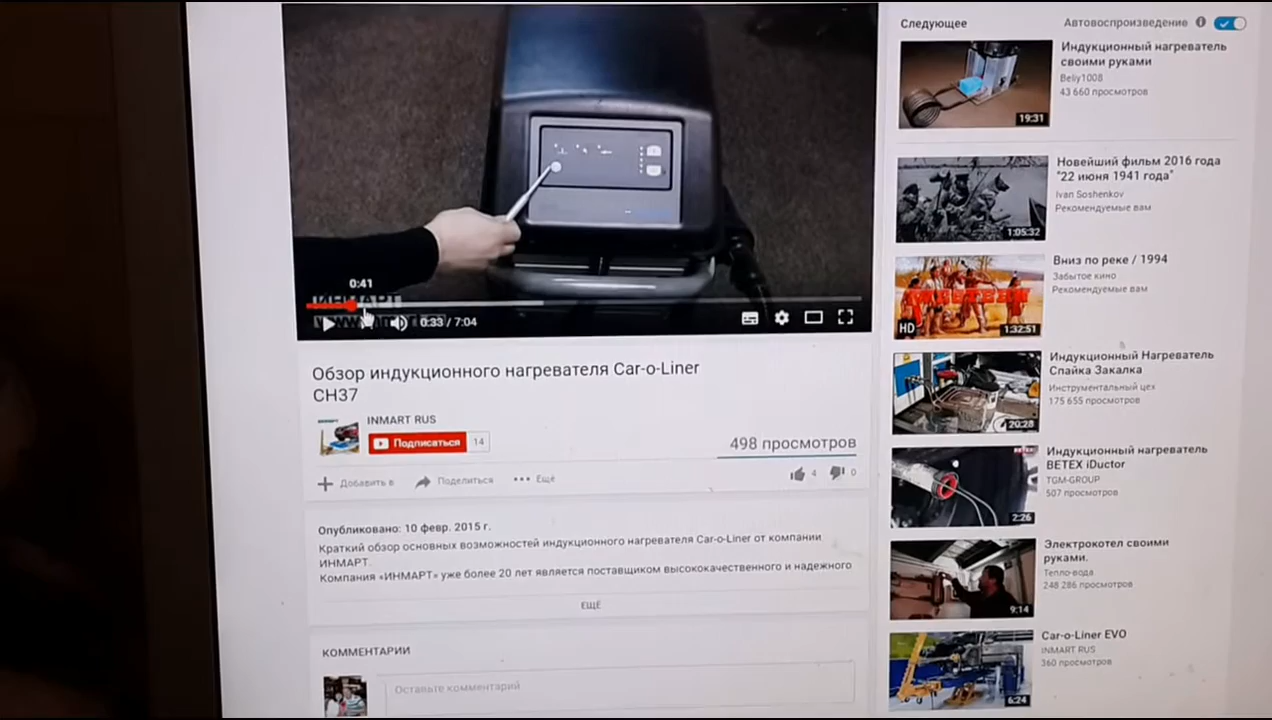 0:41
0:33 / 7:04
Обзор индукционного нагревателя Car-o-Liner
CH37
INMART RUS
Подписаться 14
498 просмотров
Добавить в Поделиться Ещё
4 0
Опубликовано: 10 февр. 2015 г.
Краткий обзор основных возможностей индукционного нагревателя Car-o-Liner от компании
ИНМАРТ.
Компания «ИНМАРТ» уже более 20 лет является поставщиком высококачественного и надежного
ЕЩЁ
КОММЕНТАРИИ
Оставьте комментарий
Следующее Автовоспроизведение
Индукционный нагреватель
своими руками
Beliy1008
43 660 просмотров
19:31
Новейший фильм 2016 года
"22 июня 1941 года"
Ivan Soshenkov
Рекомендуемые вам
1:05:32
Вниз по реке / 1994
Забытое кино
Рекомендуемые вам
HD
1:32:51
Индукционный Нагреватель
Спайка Закалка
Инструментальный цех
175 655 просмотров
20:28
Индукционный нагреватель
BETEX iDuctor
TGM-GROUP
507 просмотров
2:26
Электрокотел своими
руками.
Тепло-вода
248 286 просмотров
9:14
Car-o-Liner EVO
INMART RUS
360 просмотров
6:24